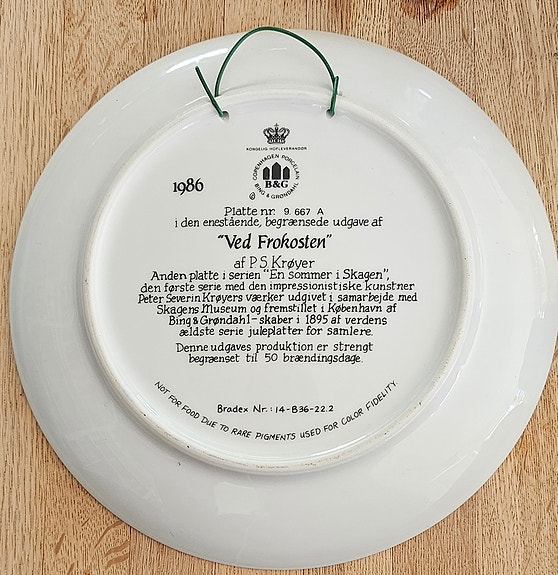 KONGELIG HOFLEVERANDØR
COPENHAGEN PORCELAIN
B&G
BING & GRØNDAHL
1986
Platte nr. 9.667 A
i den enestående, begrænsede udgave af
"Ved Frokosten"
af P.S. Krøyer
Anden platte i serien "En sommer i Skagen",
den første serie med den impressionistiske kunstner
Peter Severin Krøyers værker udgivet i samarbejde med
Skagens Museum og fremstillet i København af
Bing & Grøndahl - skaber i 1895 af verdens
ældste serie juleplatter for samlere.
Denne udgaves produktion er strengt
begrænset til 50 brændingsdage.
Bradex Nr.: 14-B36-22.2
NOT FOR FOOD DUE TO RARE PIGMENTS USED FOR COLOR FIDELITY.